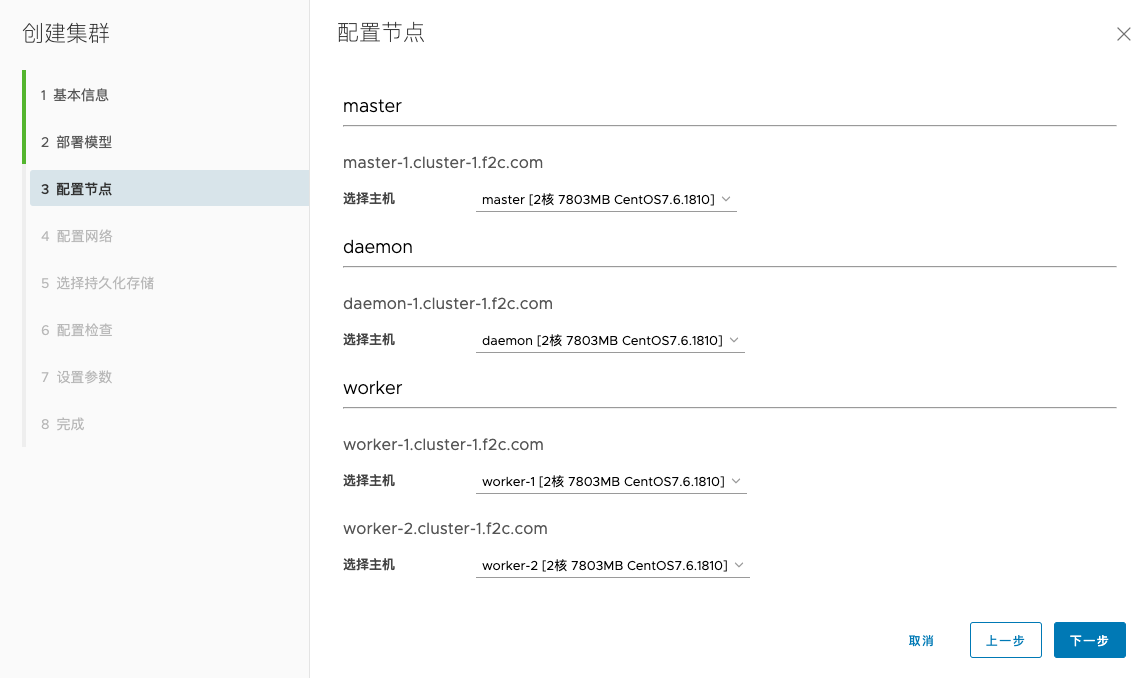 创建集群
1 基本信息
2 部署模型
3 配置节点
4 配置网络
5 选择持久化存储
6 配置检查
7 设置参数
8 完成
配置节点
master
master-1.cluster-1.f2c.com
选择主机 master [2核 7803MB CentOS7.6.1810]
daemon
daemon-1.cluster-1.f2c.com
选择主机 daemon [2核 7803MB CentOS7.6.1810]
worker
worker-1.cluster-1.f2c.com
选择主机 worker-1 [2核 7803MB CentOS7.6.1810]
worker-2.cluster-1.f2c.com
选择主机 worker-2 [2核 7803MB CentOS7.6.1810]
取消 上一步 下一步